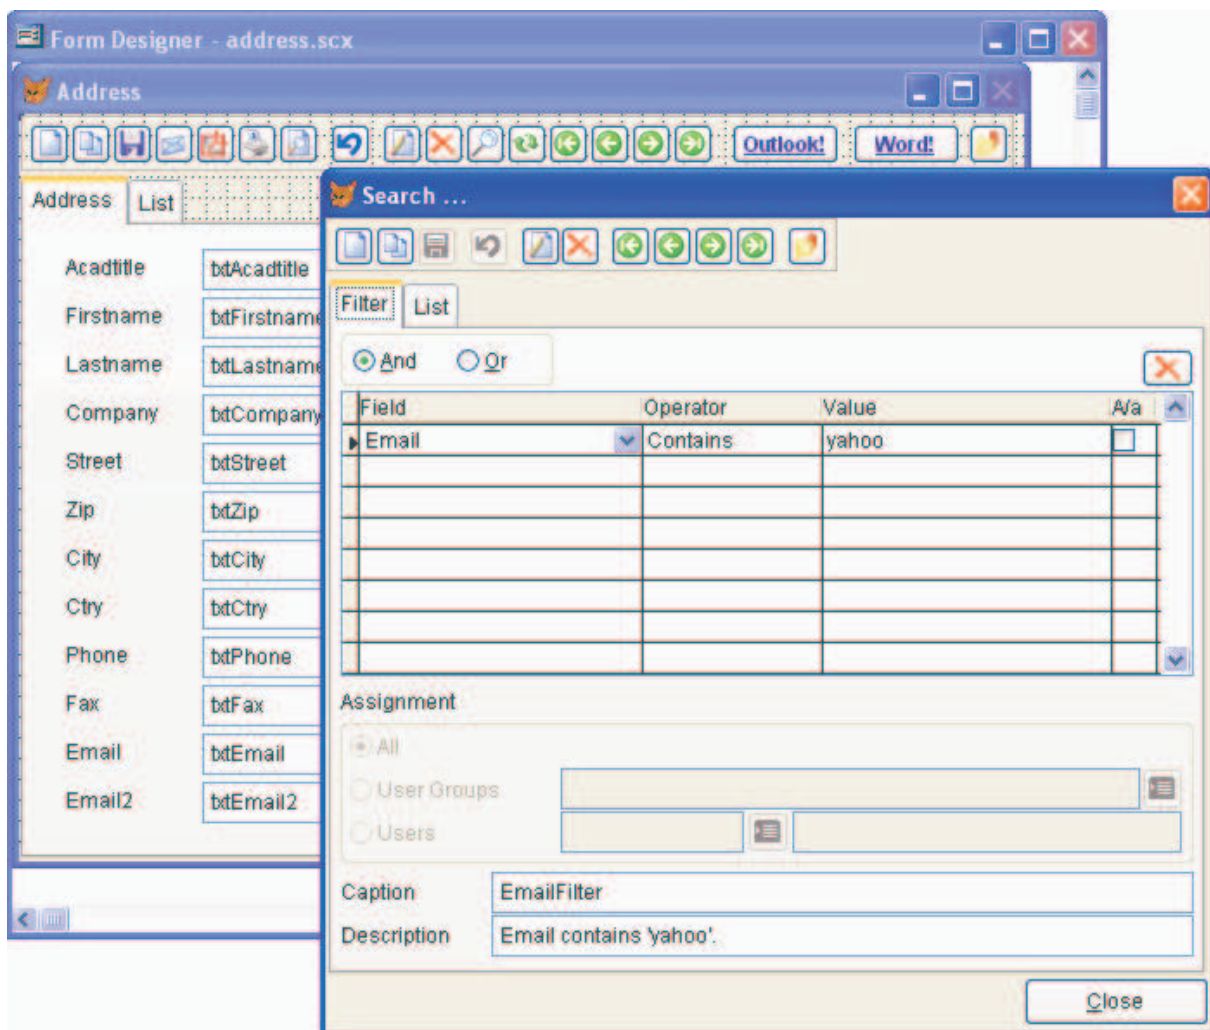 Form Designer - address.scx
Address
Outlook! Word!
Address List
Search ...
Acadtitle txtAcadtitle
Firstname txtFirstname
Lastname txtLastname
Company txtCompany
Street txtStreet
Zip txtZip
City txtCity
Ctry txtCtry
Phone txtPhone
Fax txtFax
Email txtEmail
Email2 txtEmail2
Filter List
And Or
Field Operator Value A/a
Email Contains yahoo
Assignment
All
User Groups
Users
Caption EmailFilter
Description Email contains 'yahoo'.
Close